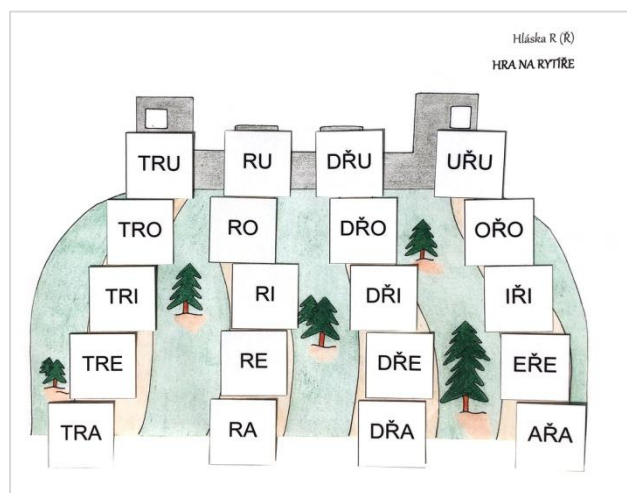 Hláska R (Ř)
HRA NA RYTÍŘE
TRU RU DŘU UŘU
TRO RO DŘO OŘO
TRI RI DŘI IŘI
TRE RE DŘE EŘE
TRA RA DŘA AŘA